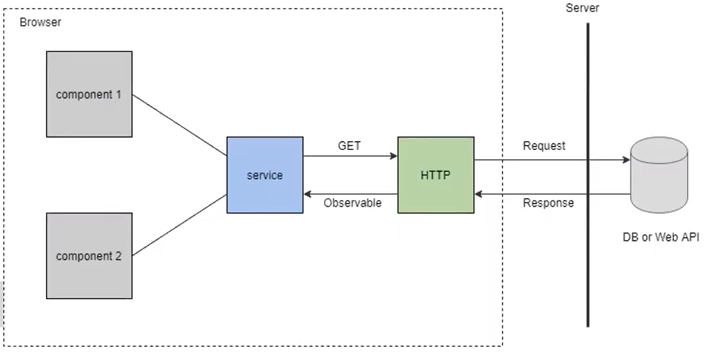 Browser
Server
component 1
GET
Request
service
HTTP
Observable
Response
DB or Web API
component 2